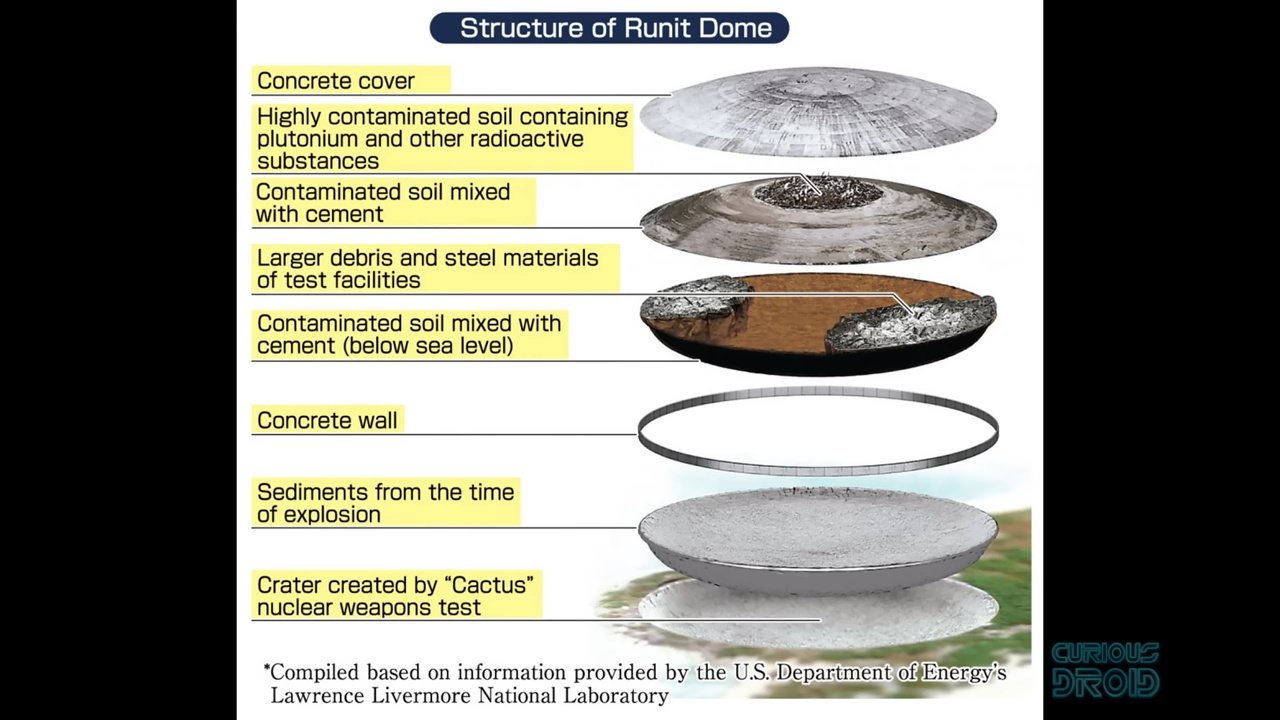 Structure of Runit Dome
Concrete cover
Highly contaminated soil containing
plutonium and other radioactive
substances
Contaminated soil mixed
with cement
Larger debris and steel materials
of test facilities
Contaminated soil mixed with
cement (below sea level)
Concrete wall
Sediments from the time
of explosion
Crater created by “Cactus”
nuclear weapons test
*Compiled based on information provided by the U.S. Department of Energy's
Lawrence Livermore National Laboratory
CURIOUS
DROID